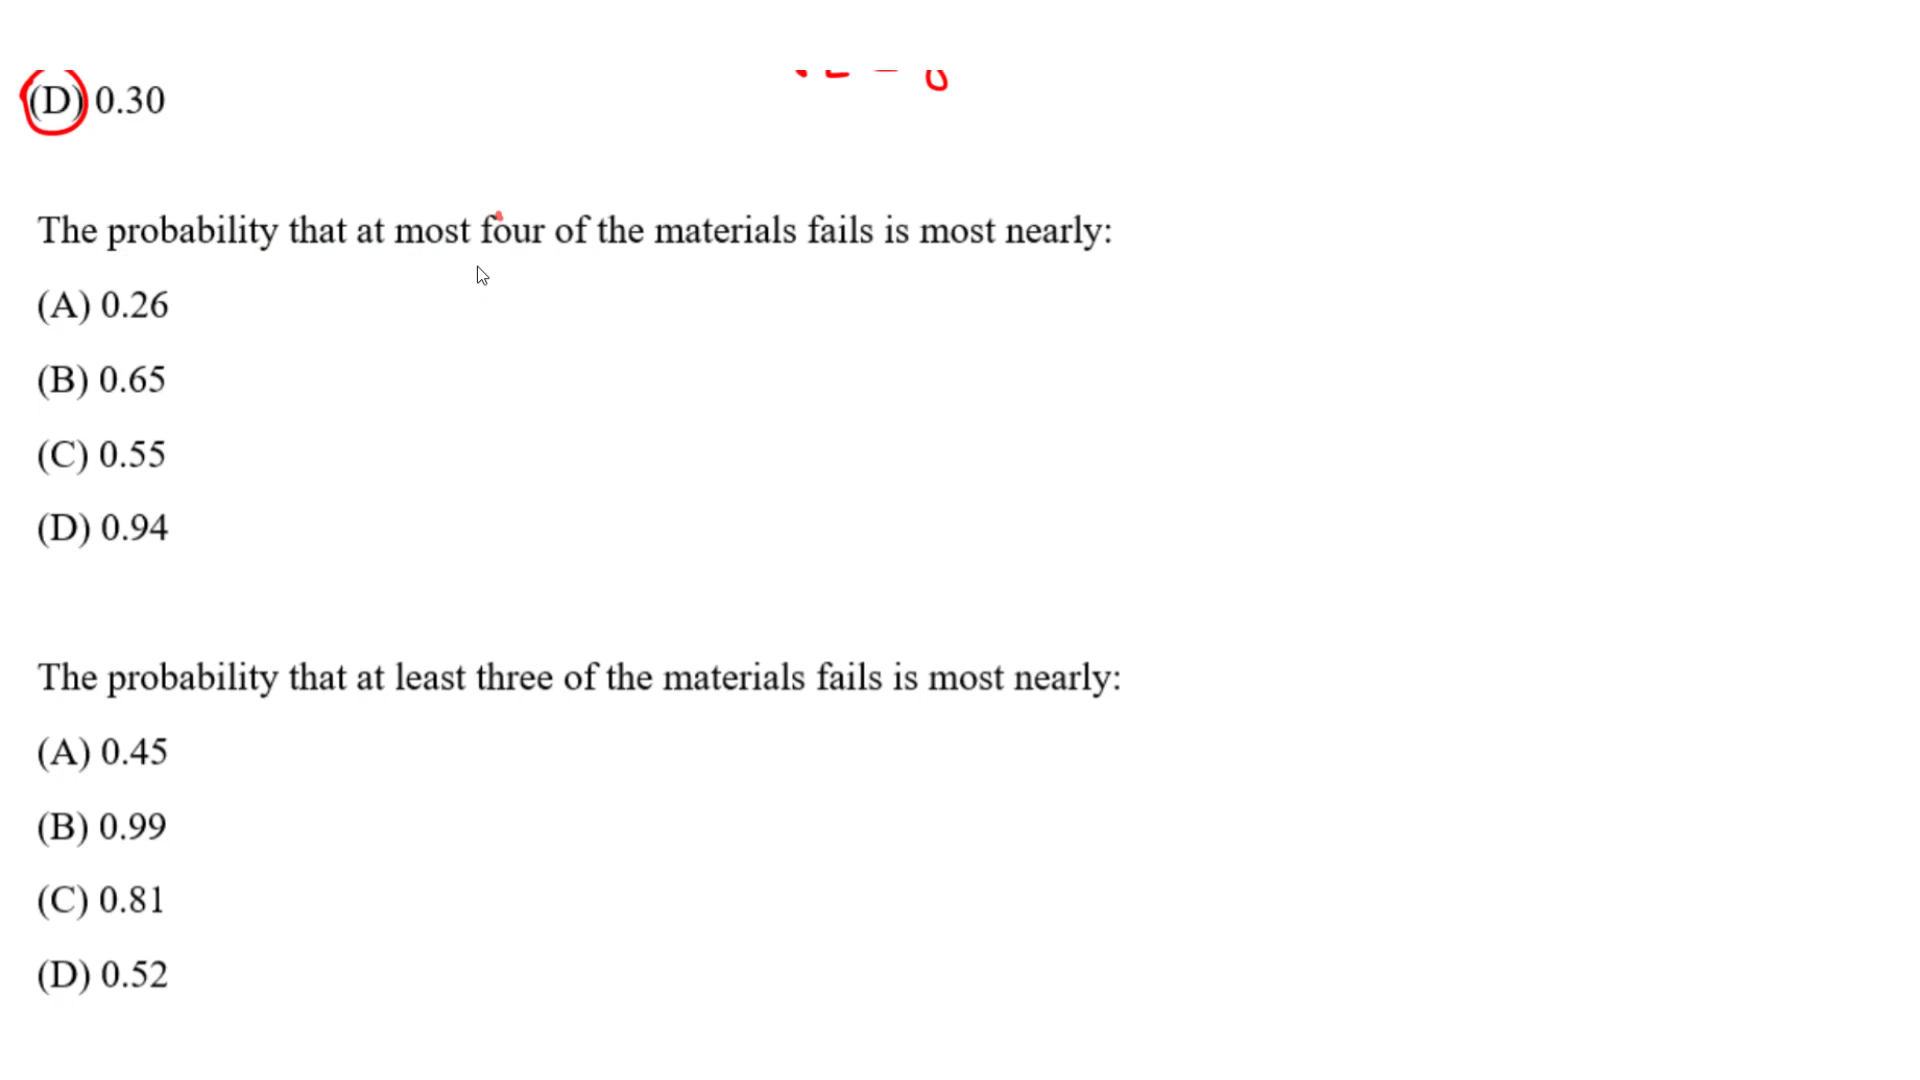 (D) 0.30
The probability that at most four of the materials fails is most nearly:
(A) 0.26
(B) 0.65
(C) 0.55
(D) 0.94
The probability that at least three of the materials fails is most nearly:
(A) 0.45
(B) 0.99
(C) 0.81
(D) 0.52